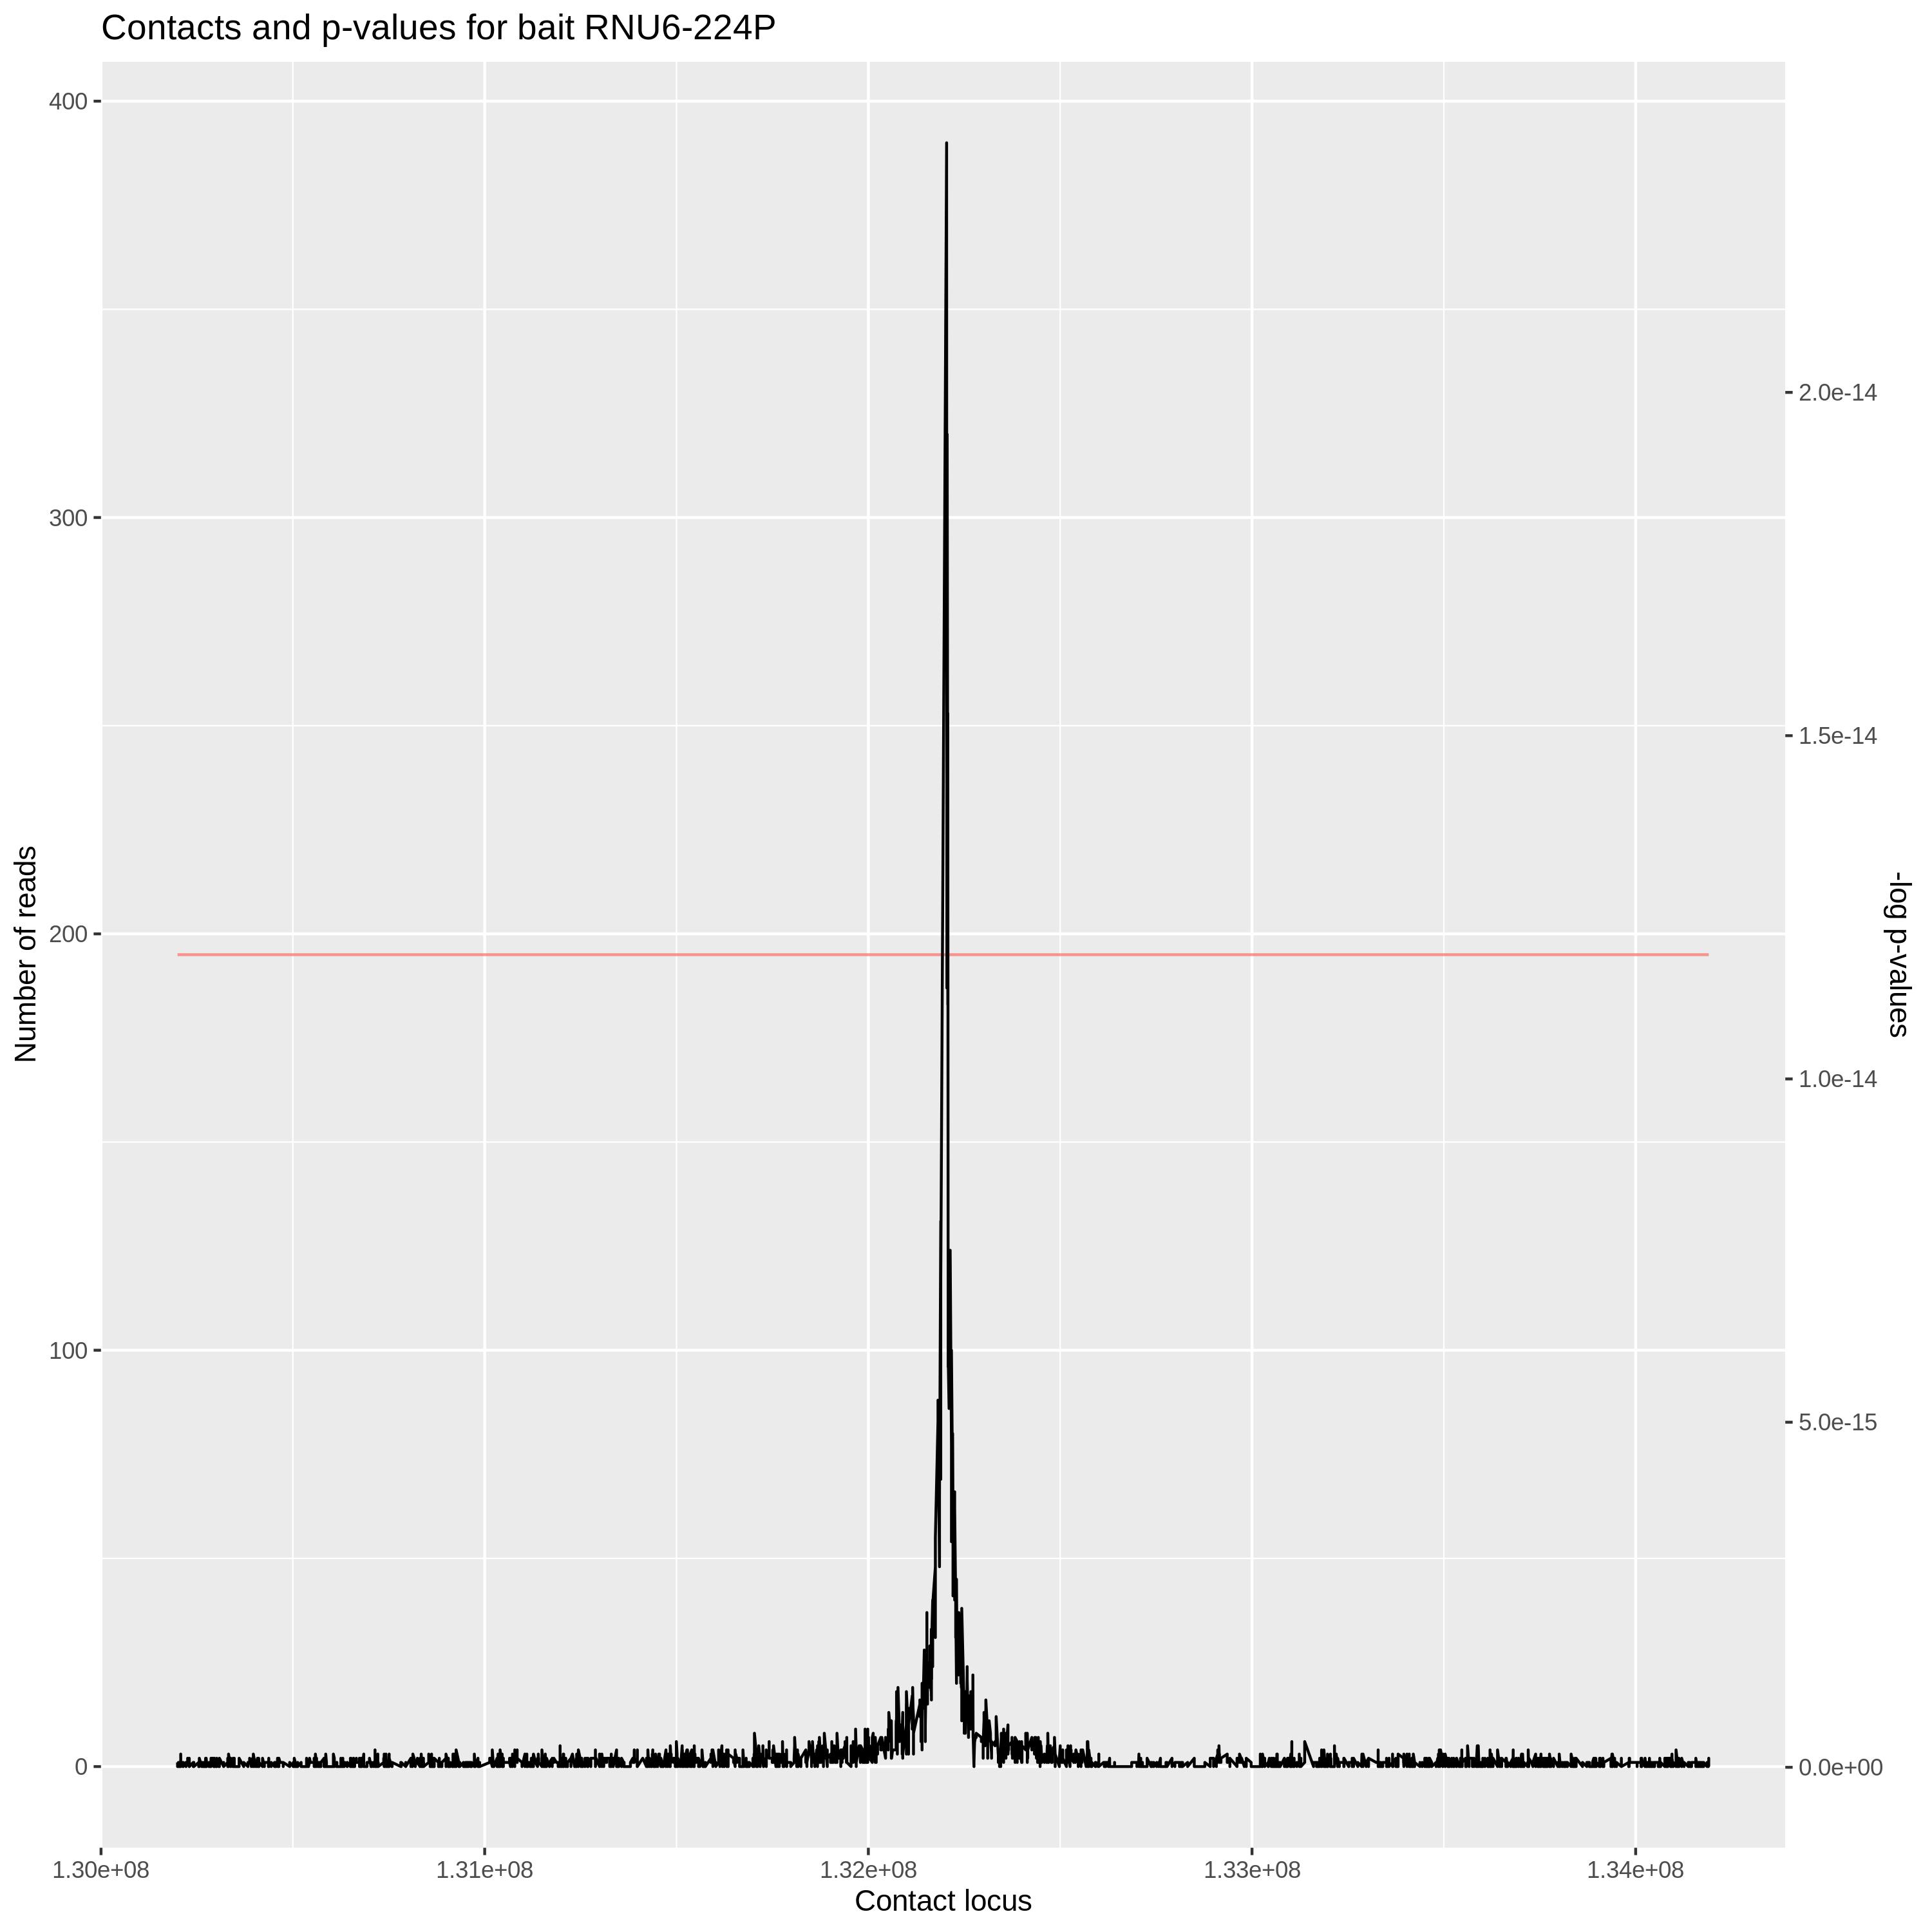 Contacts and p-values for bait RNU6-224P
400
300
200
100
0
Number of reads
2.0e-14
1.5e-14
1.0e-14
5.0e-15
0.0e+00
-log p-values
1.30e+08
1.31e+08
1.32e+08
1.33e+08
1.34e+08
Contact locus